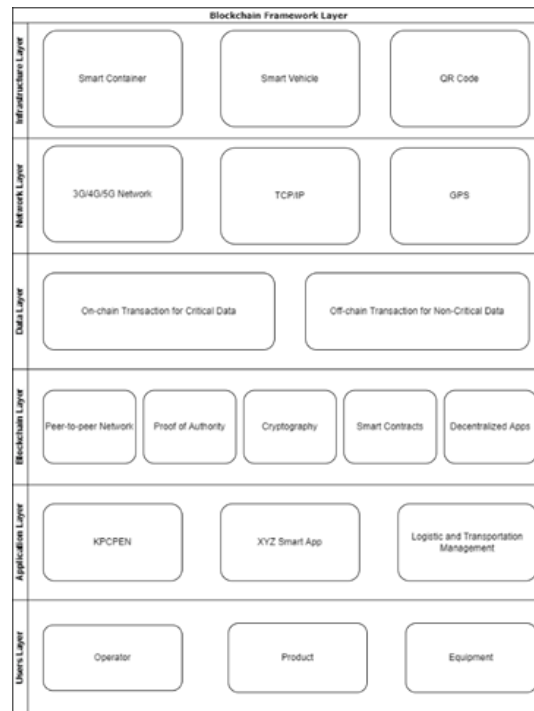 Blockchain Framework Layer
Infrastructure Layer
Smart Container
Smart Vehicle
QR Code
Network Layer
3G/4G/5G Network
TCP/IP
GPS
Data Layer
On-chain Transaction for Critical Data
Off-chain Transaction for Non-Critical Data
Blockchain Layer
Peer-to-peer Network
Proof of Authority
Cryptography
Smart Contracts
Decentralized Apps
Application Layer
KPCPEN
XYZ Smart App
Logistic and Transportation
Management
Users Layer
Operator
Product
Equipment